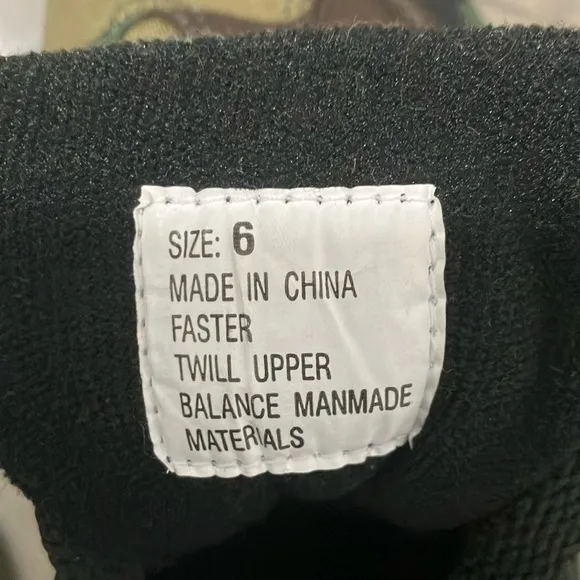 SIZE: 6
MADE IN CHINA
FASTER
TWILL UPPER
BALANCE MANMADE
MATERIALS